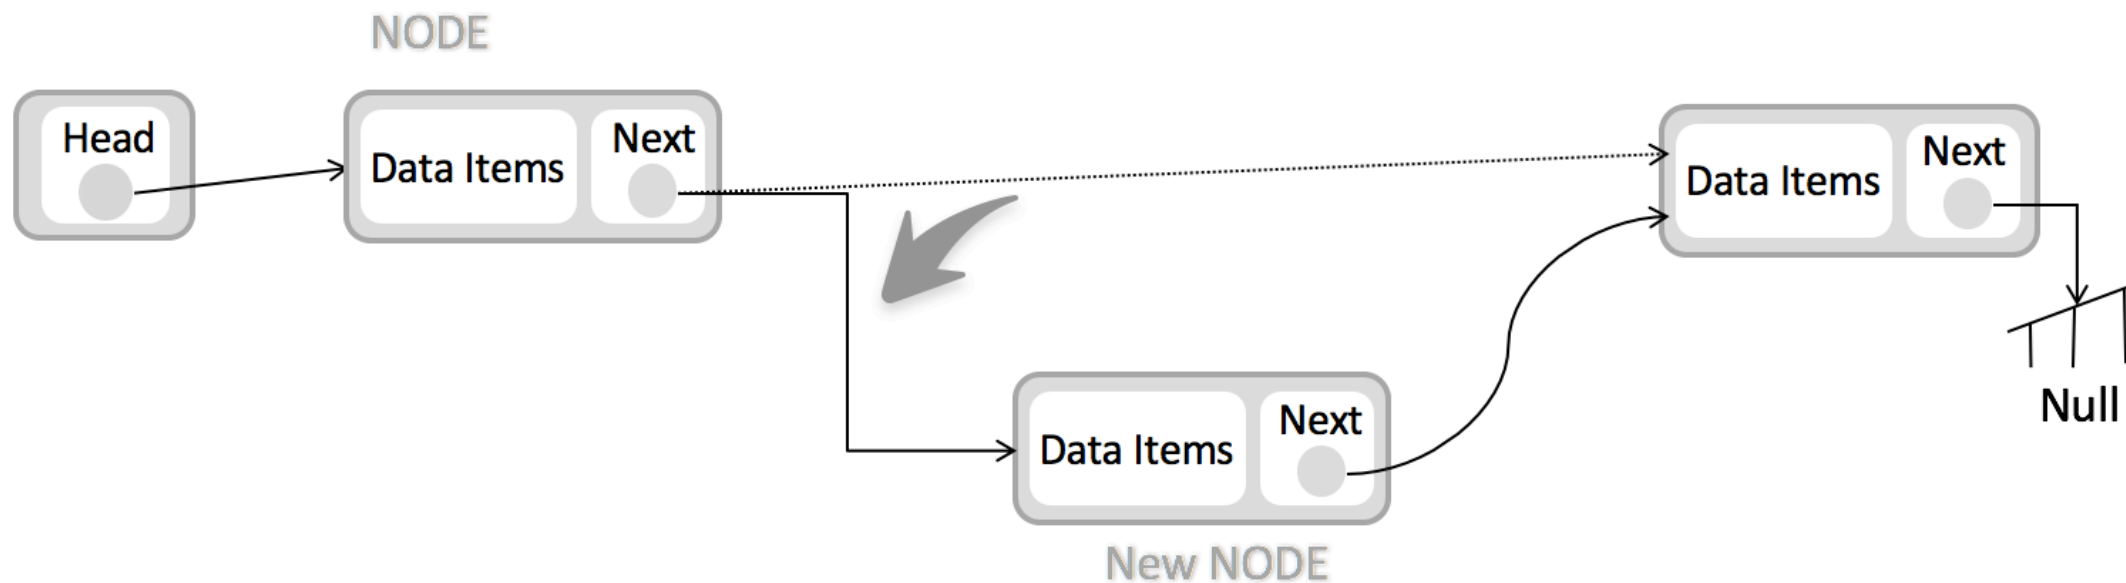 NODE
Head
Data Items
Next
Data Items
Next
Data Items
Next
Null
New NODE